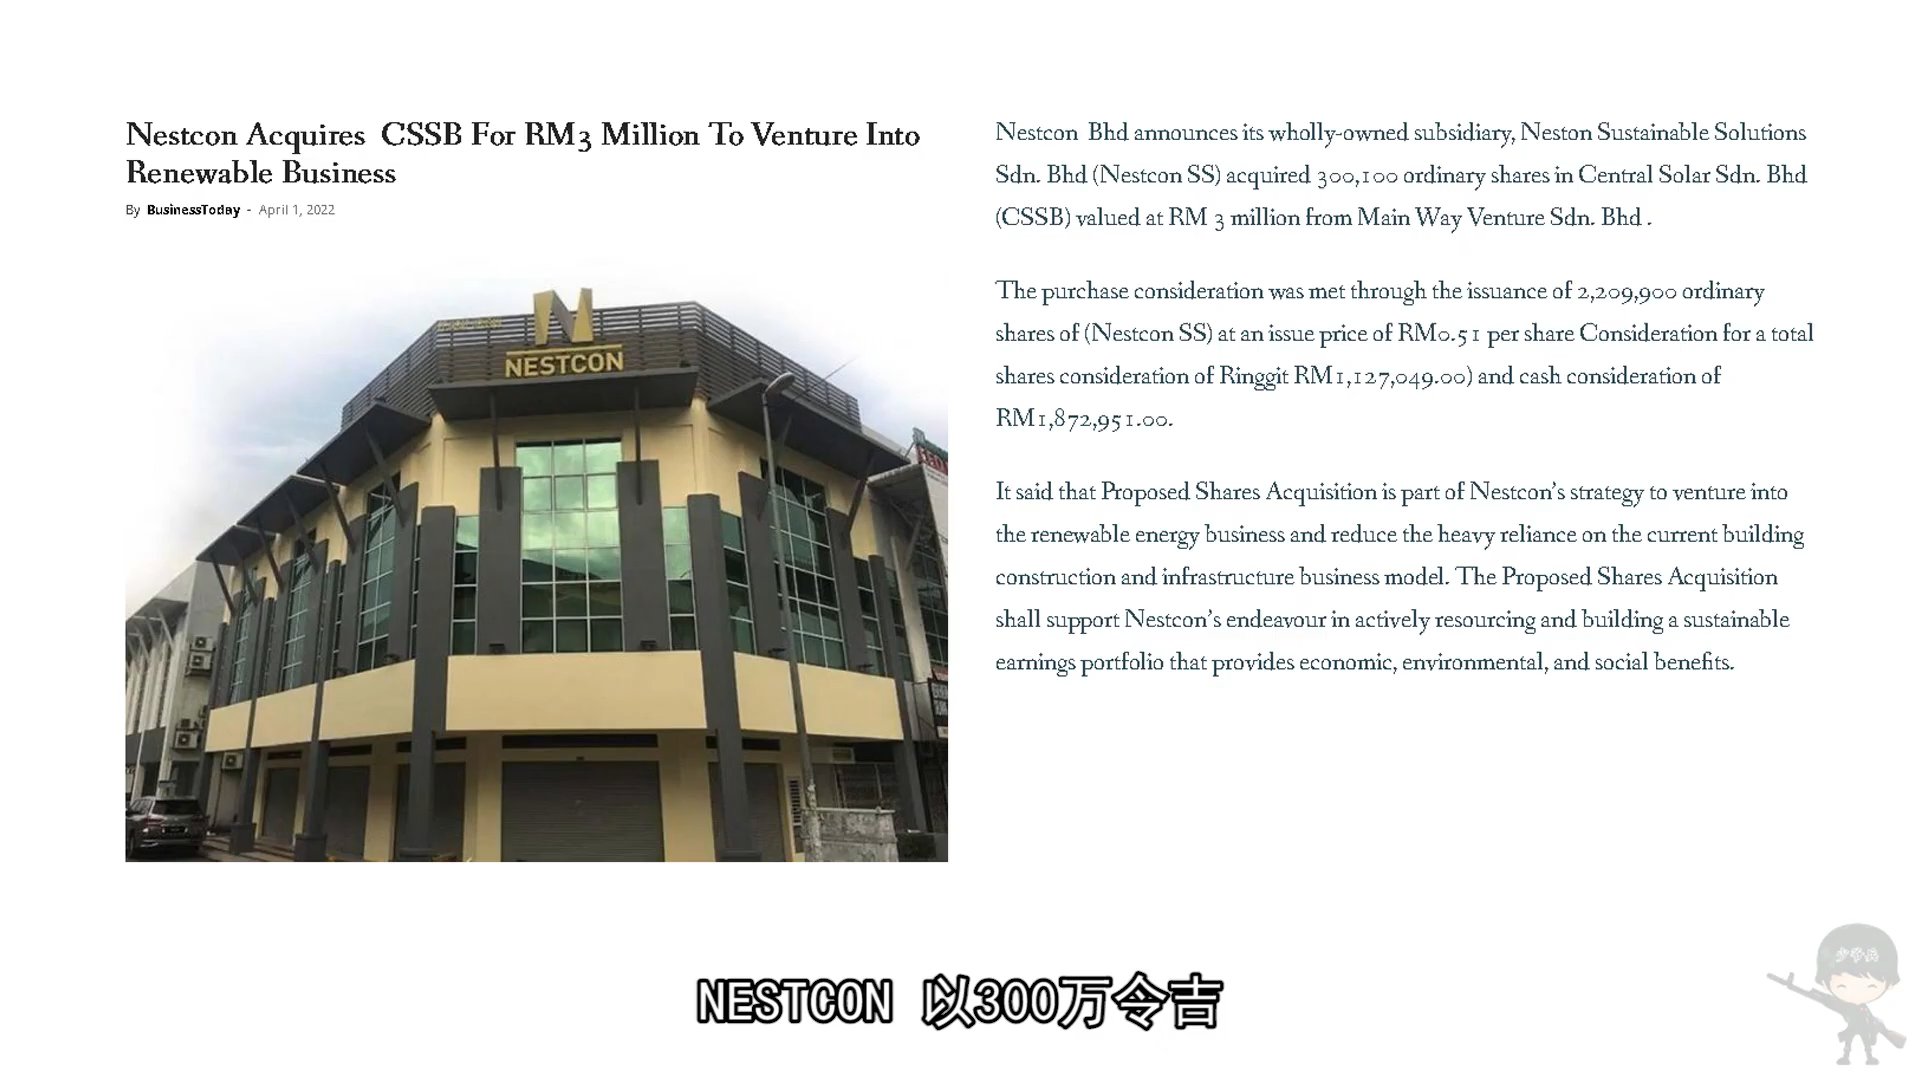 Nestcon Acquires CSSB For RM3 Million To Venture Into
Renewable Business
By BusinessToday - April 1, 2022
NESTCON
Nestcon Bhd announces its wholly-owned subsidiary, Neston Sustainable Solutions
Sdn. Bhd (Nestcon SS) acquired 300,100 ordinary shares in Central Solar Sdn. Bhd
(CSSB) valued at RM 3 million from Main Way Venture Sdn. Bhd .
The purchase consideration was met through the issuance of 2,209,900 ordinary
shares of (Nestcon SS) at an issue price of RM0.51 per share Consideration for a total
shares consideration of Ringgit RM1,127,049.00) and cash consideration of
RM1,872,951.00.
It said that Proposed Shares Acquisition is part of Nestcon’s strategy to venture into
the renewable energy business and reduce the heavy reliance on the current building
construction and infrastructure business model. The Proposed Shares Acquisition
shall support Nestcon’s endeavour in actively resourcing and building a sustainable
earnings portfolio that provides economic, environmental, and social benefits.
NESTCON 以300万令吉